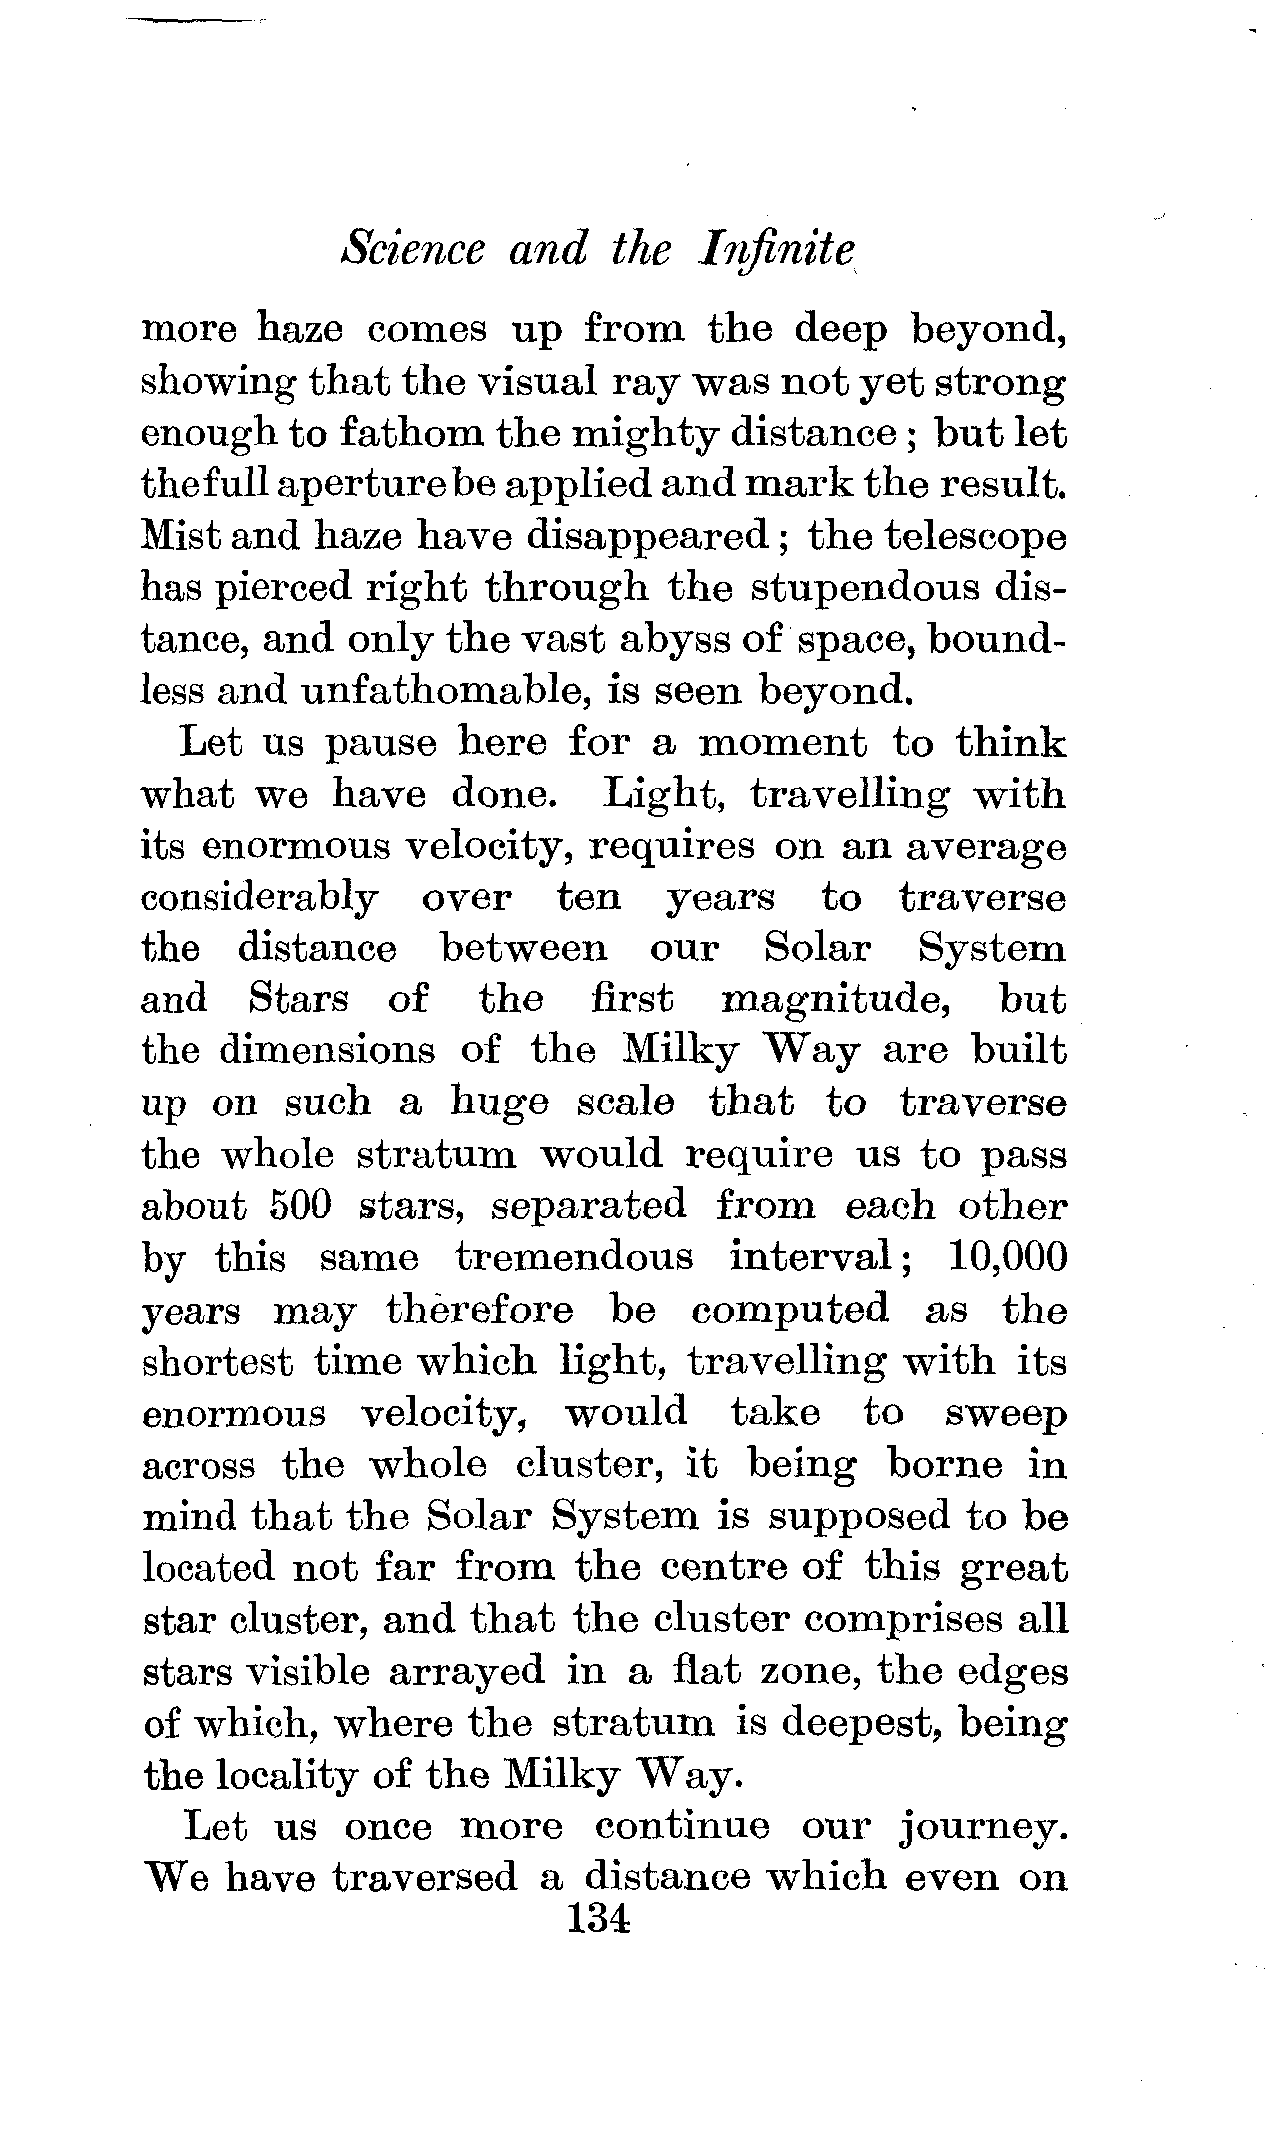 Science and the Infinite
more haze comes up from the deep beyond,
showing that the visual ray was not yet strong
enough to fathom the mighty distance ; but let
the full aperture be applied and mark the result.
Mist and haze have disappeared ; the telescope
has pierced right through the stupendous dis-
tance, and only the vast abyss of space, bound-
less and unfathomable, is seen beyond.
Let us pause here for a moment to think
what we have done. Light, travelling with
its enormous velocity, requires on an average
considerably over ten years to traverse
the distance between our Solar System
and Stars of the first magnitude, but
the dimensions of the Milky Way are built
up on such a huge scale that to traverse
the whole stratum would require us to pass
about 500 stars, separated from each other
by this same tremendous interval ; 10,000
years may therefore be computed as the
shortest time which light, travelling with its
enormous velocity, would take to sweep
across the whole cluster, it being borne in
mind that the Solar System is supposed to be
located not far from the centre of this great
star cluster, and that the cluster comprises all
stars visible arrayed in a flat zone, the edges
of which, where the stratum is deepest, being
the locality of the Milky Way.
Let us once more continue our journey.
We have traversed a distance which even on
134